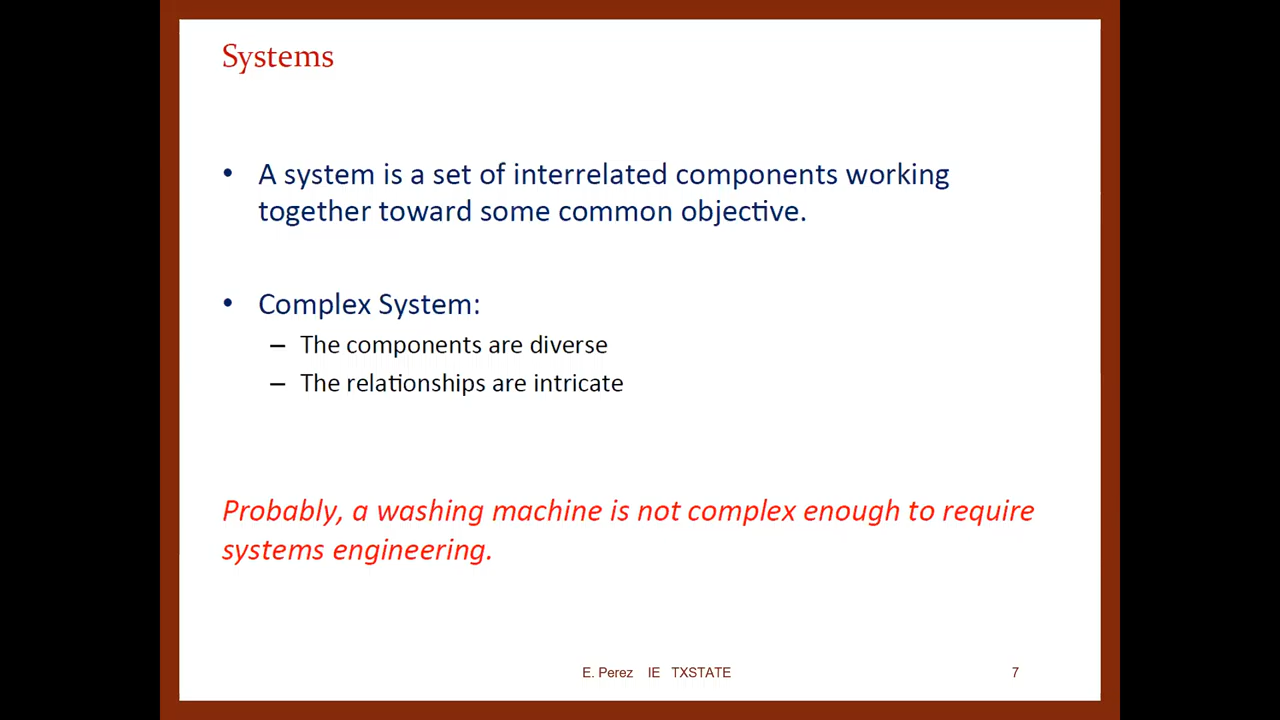 Systems
• A system is a set of interrelated components working
together toward some common objective.
• Complex System:
– The components are diverse
– The relationships are intricate
Probably, a washing machine is not complex enough to require
systems engineering.
E. Perez IE TXSTATE 7